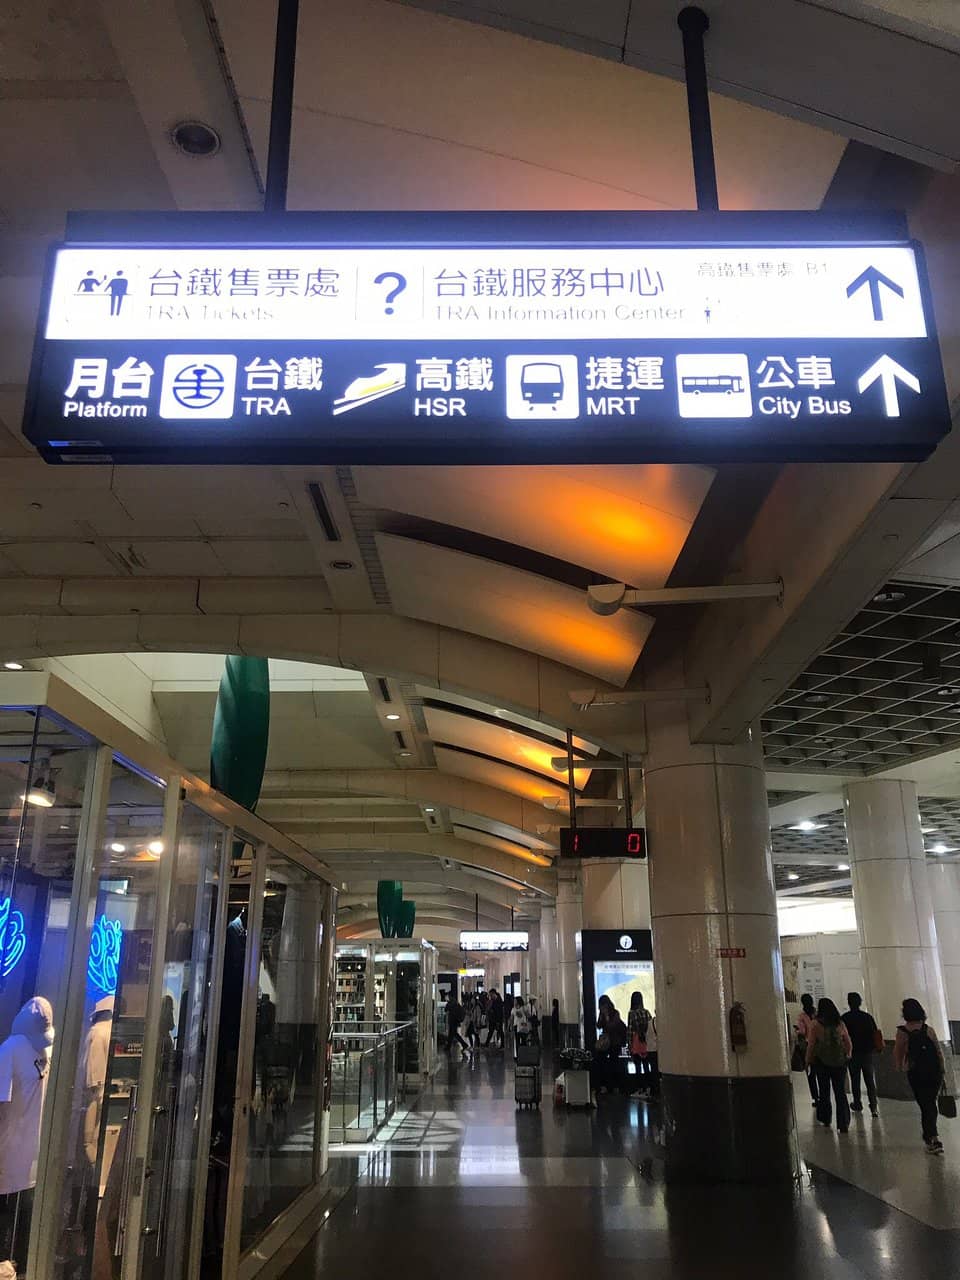 台鐵售票處
TRA Tickets
?
台鐵服務中心
TRA Information Center
高鐵售票處 B1
月台
Platform
台鐵
TRA
高鐵
HSR
捷運
MRT
公車
City Bus
1 0
i